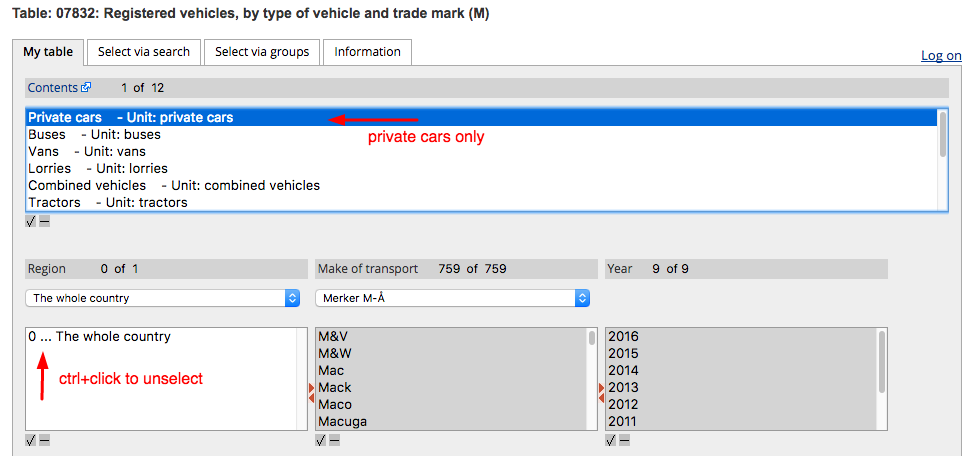 Table: 07832: Registered vehicles, by type of vehicle and trade mark (M)
My table Select via search Select via groups Information
Log on
Contents 1 of 12
Private cars - Unit: private cars
private cars only
Buses - Unit: buses
Vans - Unit: vans
Lorries - Unit: lorries
Combined vehicles - Unit: combined vehicles
Tractors - Unit: tractors
Region 0 of 1 Make of transport 759 of 759 Year 9 of 9
The whole country Merker M-Å
0 ... The whole country M&V 2016
M&W 2015
Mac 2014
ctrl+click to unselect Mack 2013
Maco 2012
Macuga 2011